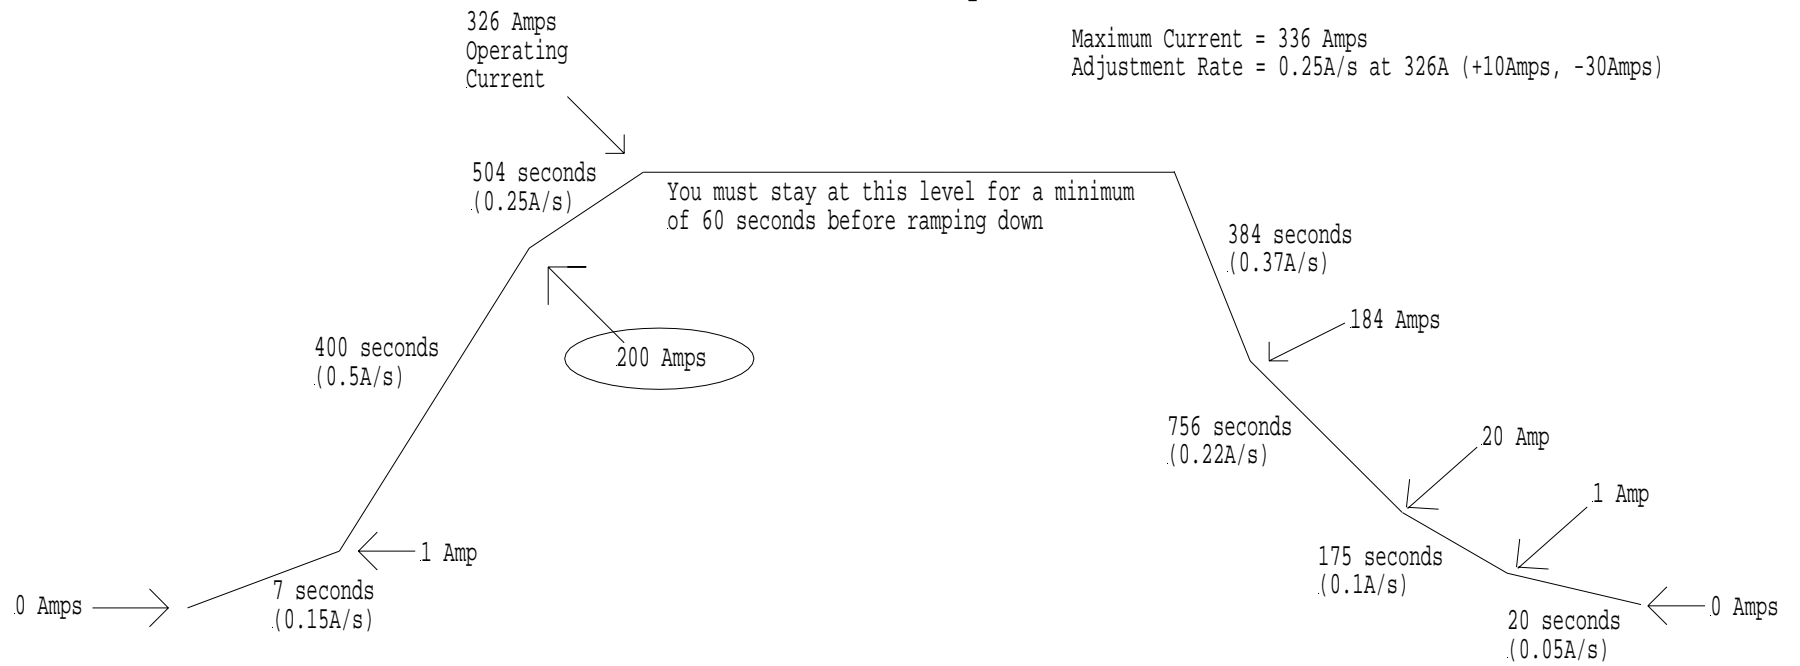 326 Amps
Operating
Current
Maximum Current = 336 Amps
Adjustment Rate = 0.25A/s at 326A (+10Amps, -30Amps)
504 seconds
(0.25A/s)
You must stay at this level for a minimum
of 60 seconds before ramping down
384 seconds
(0.37A/s)
184 Amps
400 seconds
(0.5A/s)
200 Amps
756 seconds
(0.22A/s)
20 Amp
1 Amp
1 Amp
175 seconds
(0.1A/s)
0 Amps
7 seconds
(0.15A/s)
0 Amps
20 seconds
(0.05A/s)